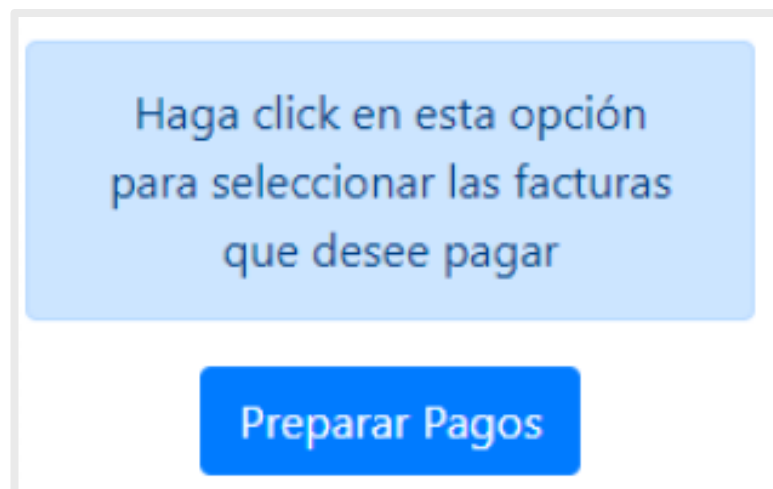 Haga click en esta opción
para seleccionar las facturas
que desee pagar
Preparar Pagos